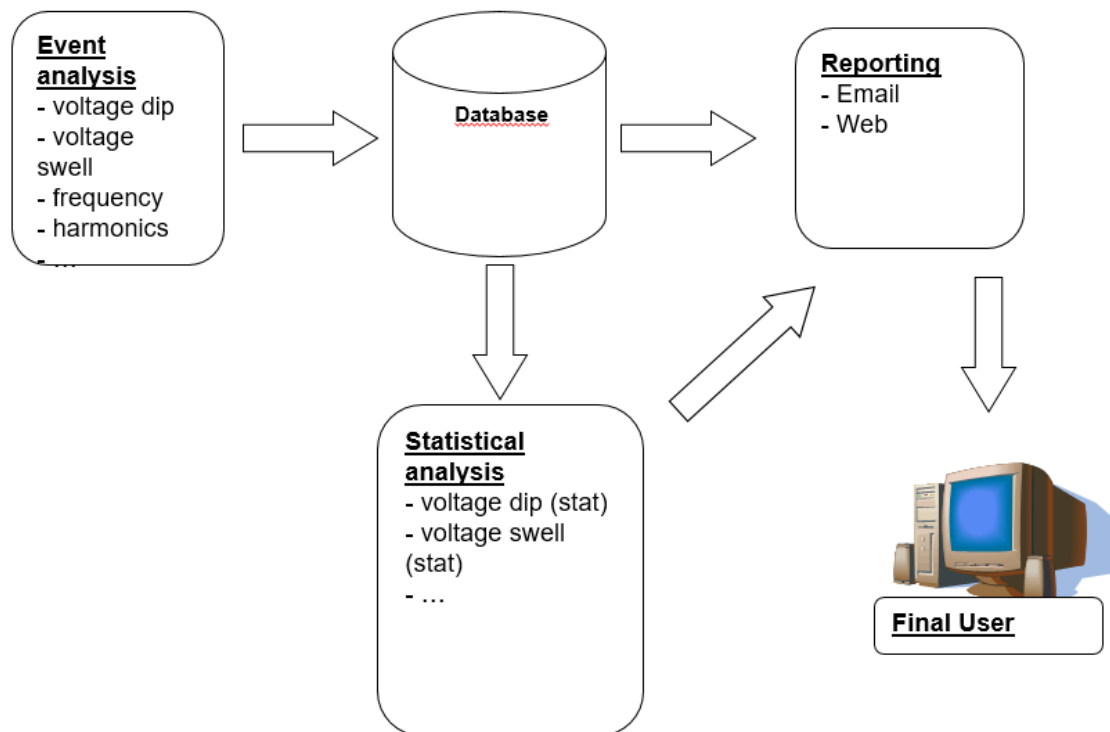 Event
analysis
- voltage dip
- voltage
swell
- frequency
- harmonics
- ...
Database
Reporting
- Email
- Web
Statistical
analysis
- voltage dip (stat)
- voltage swell
(stat)
- ...
Final User